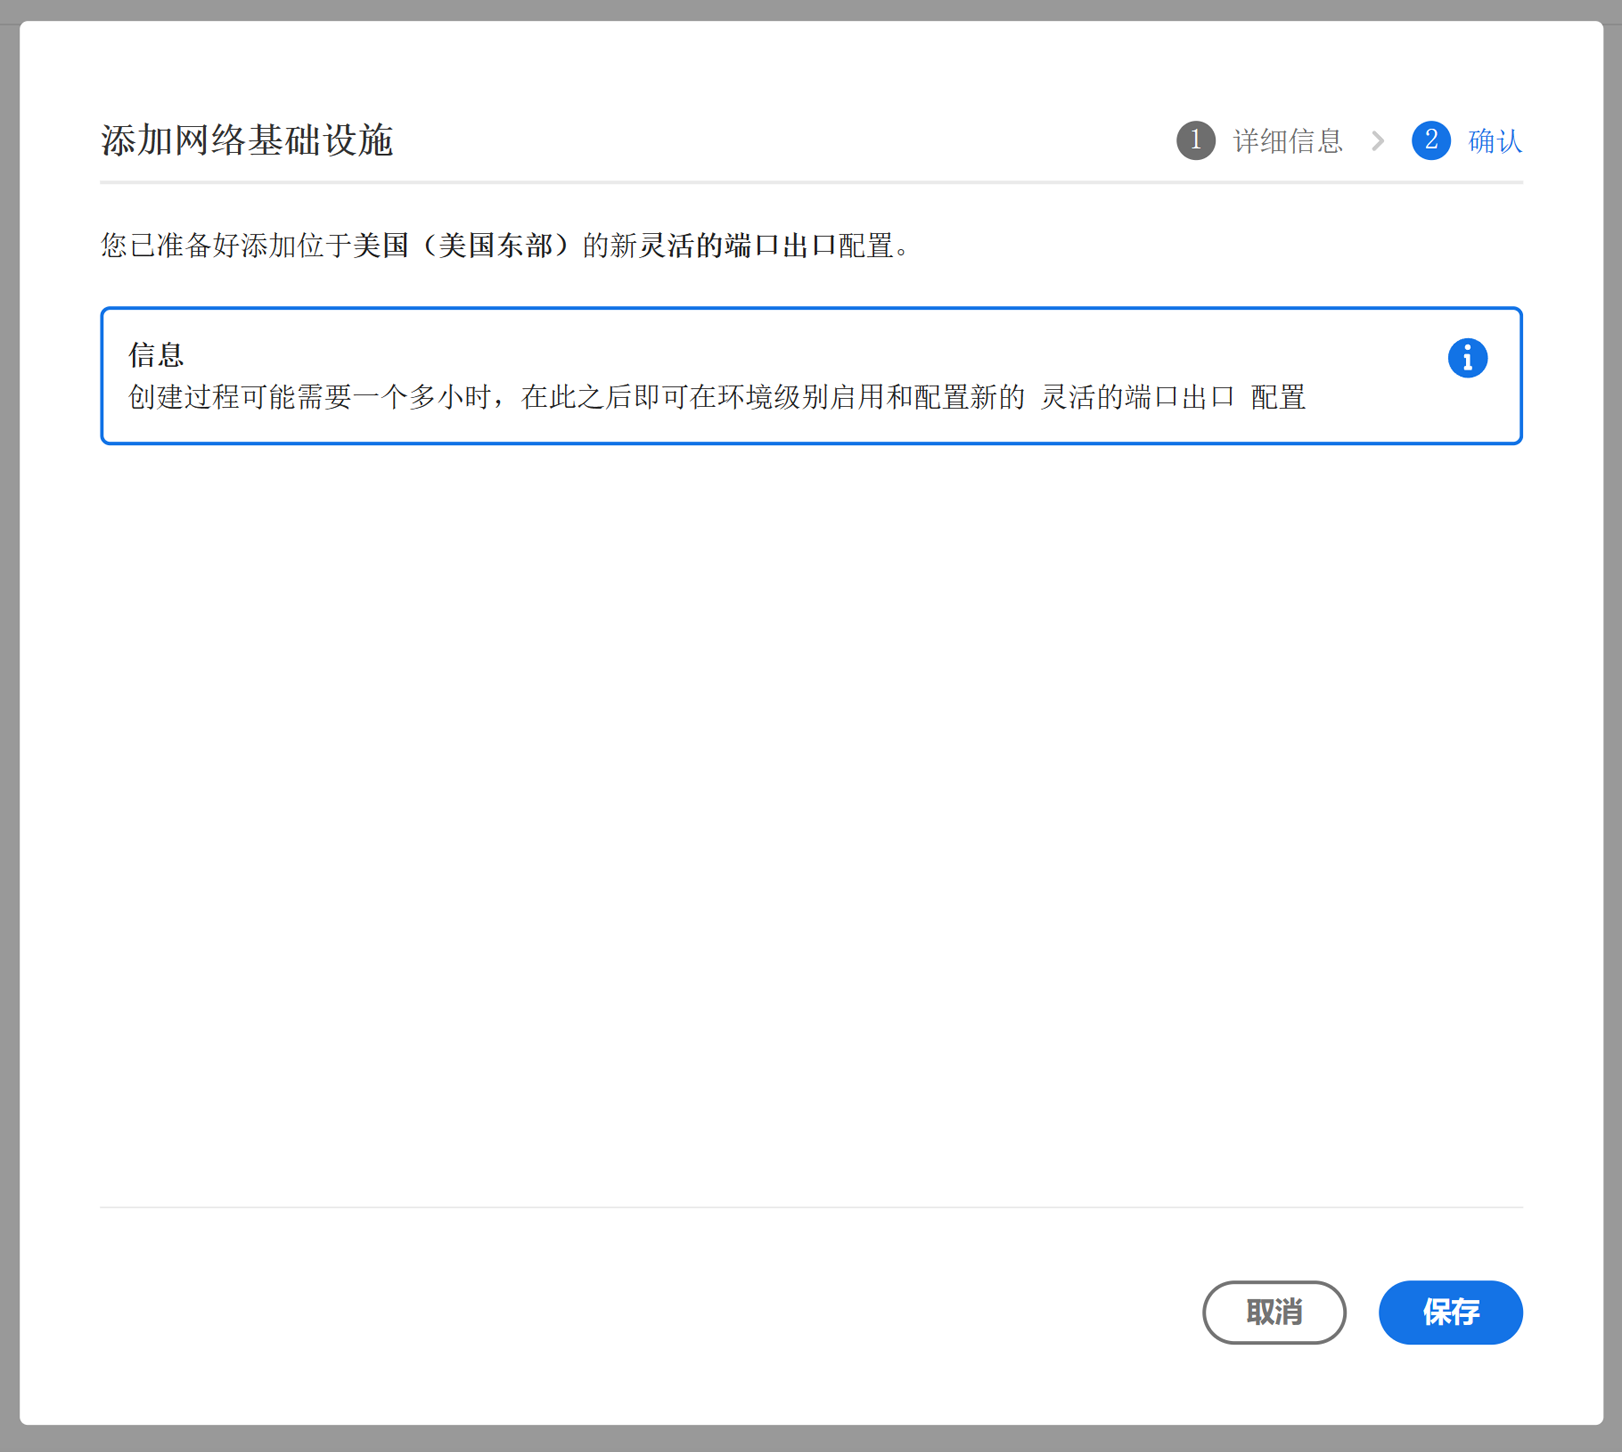 添加网络基础设施
1 详细信息 2 确认
您已准备好添加位于美国（美国东部）的新灵活的端口出口配置。
信息
创建过程可能需要一个多小时，在此之后即可在环境级别启用和配置新的 灵活的端口出口 配置
取消 保存